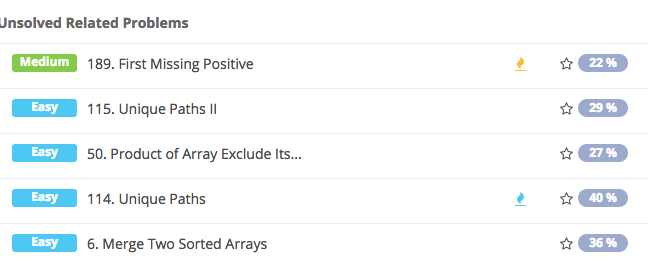 Unsolved Related Problems
Medium 189. First Missing Positive 22 %
Easy 115. Unique Paths II 29 %
Easy 50. Product of Array Exclude Its... 27 %
Easy 114. Unique Paths 40 %
Easy 6. Merge Two Sorted Arrays 36 %